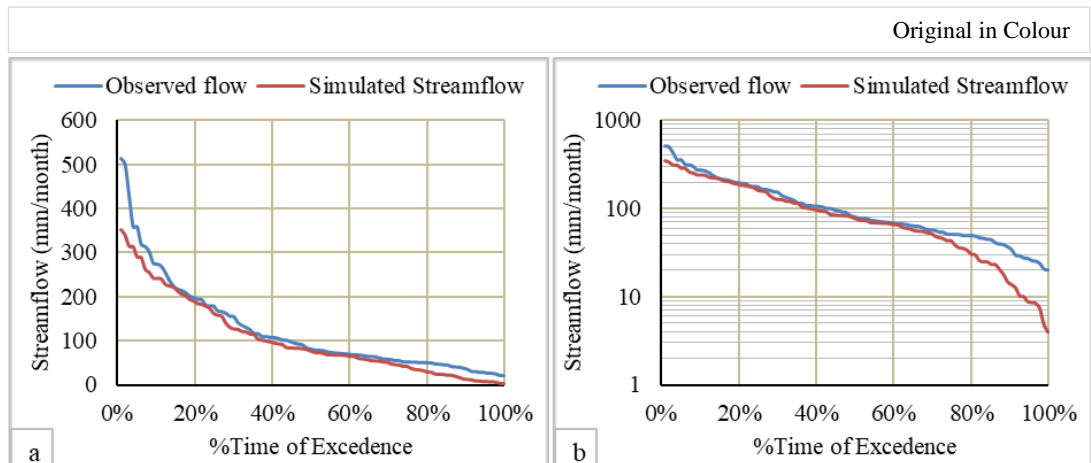 Original in Colour
Observed flow Simulated Streamflow
600
500
400
300
200
100
0
Streamflow (mm/month)
0% 20% 40% 60% 80% 100%
%Time of Excedence
a
Observed flow Simulated Streamflow
1000
100
10
1
Streamflow (mm/month)
0% 20% 40% 60% 80% 100%
%Time of Excedence
b